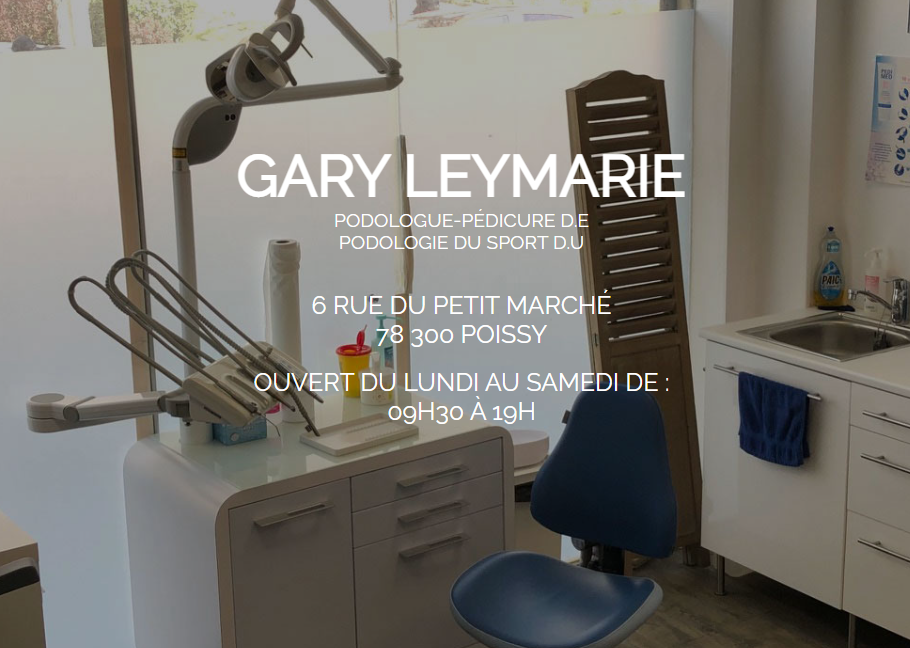 GARY LEYMARIE
PODOLOGUE-PÉDICURE D.E
PODOLOGIE DU SPORT D.U
6 RUE DU PETIT MARCHÉ
78 300 POISSY
OUVERT DU LUNDI AU SAMEDI DE :
09H30 À 19H
PAIC